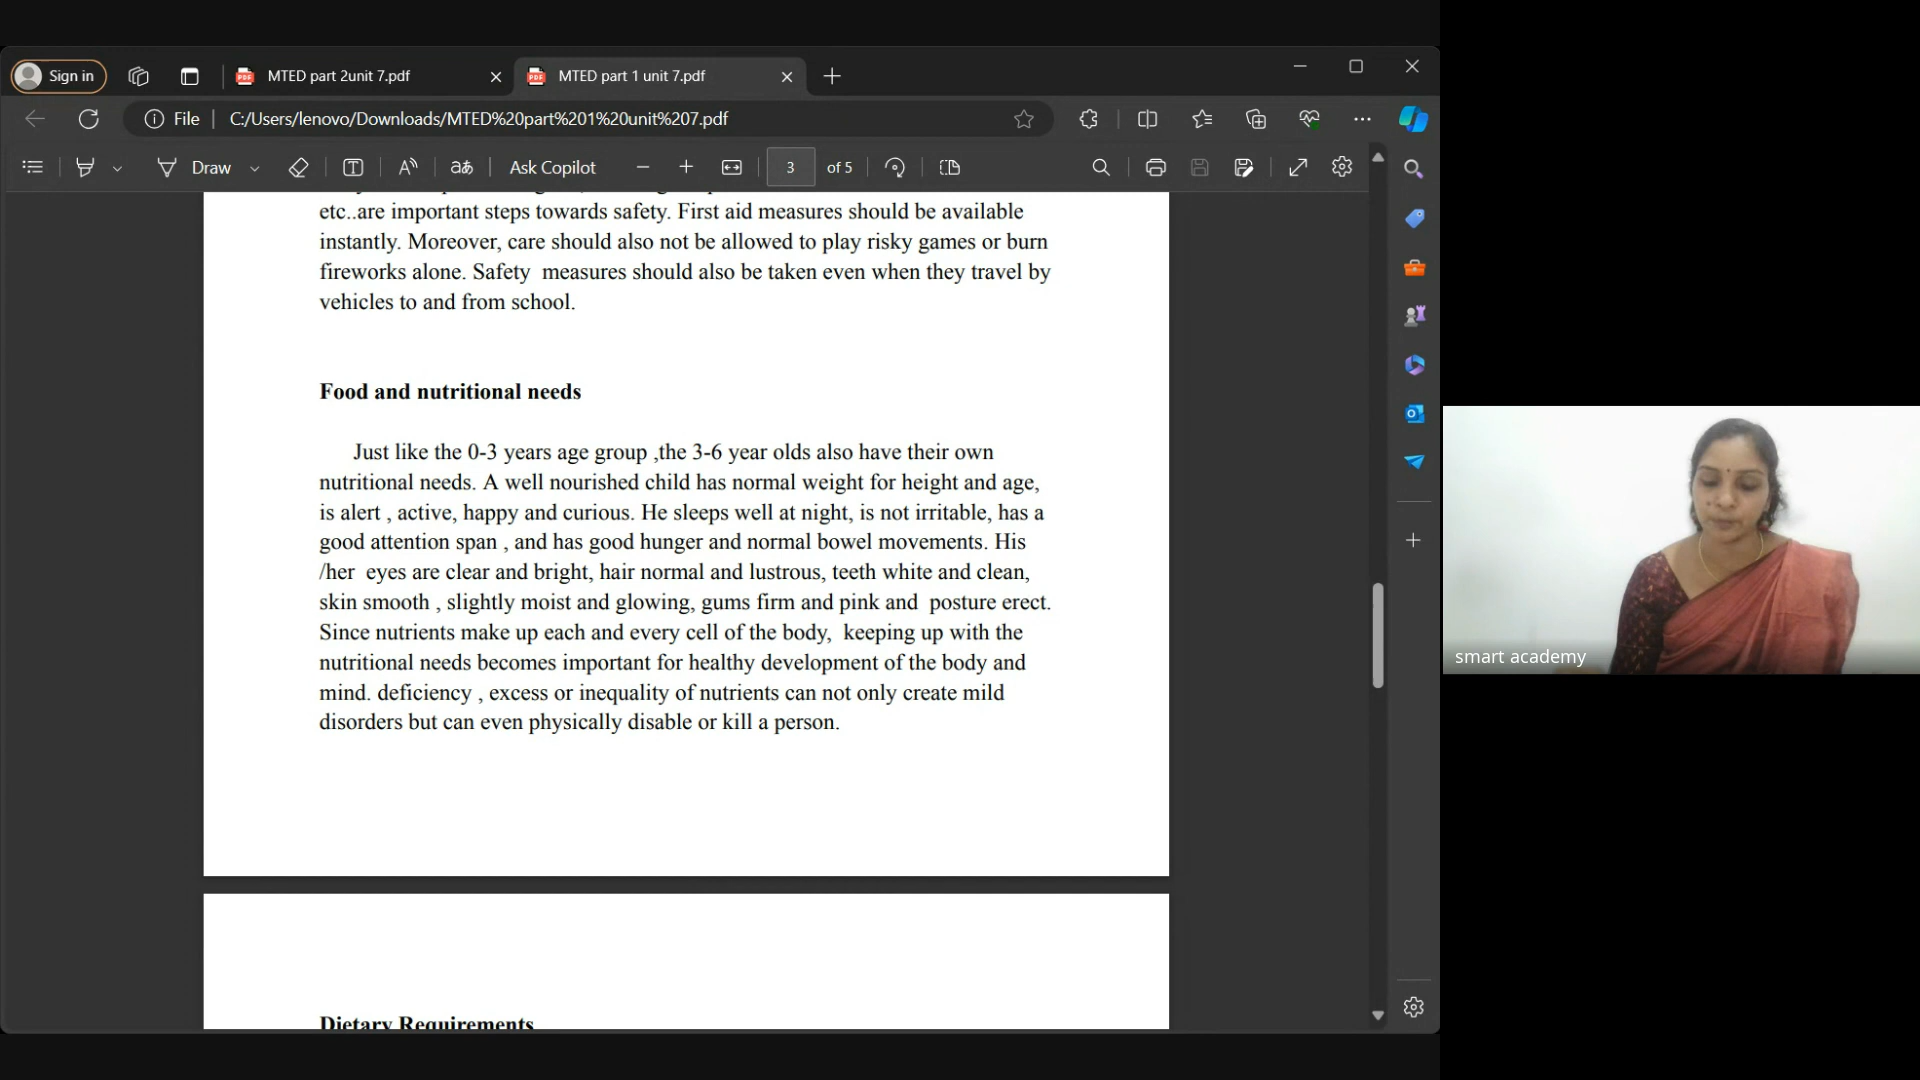 Sign in
MTED part 2unit 7.pdf
MTED part 1 unit 7.pdf
File
C:/Users/lenovo/Downloads/MTED%20part%201%20unit%207.pdf
Draw
aあ
Ask Copilot
3 of 5
etc..are important steps towards safety. First aid measures should be available
instantly. Moreover, care should also not be allowed to play risky games or burn
fireworks alone. Safety  measures should also be taken even when they travel by
vehicles to and from school.
Food and nutritional needs
Just like the 0-3 years age group ,the 3-6 year olds also have their own
nutritional needs. A well nourished child has normal weight for height and age,
is alert , active, happy and curious. He sleeps well at night, is not irritable, has a
good attention span , and has good hunger and normal bowel movements. His
/her  eyes are clear and bright, hair normal and lustrous, teeth white and clean,
skin smooth , slightly moist and glowing, gums firm and pink and  posture erect.
Since nutrients make up each and every cell of the body,  keeping up with the
nutritional needs becomes important for healthy development of the body and
mind. deficiency , excess or inequality of nutrients can not only create mild
disorders but can even physically disable or kill a person.
Dietary Requirements
smart academy